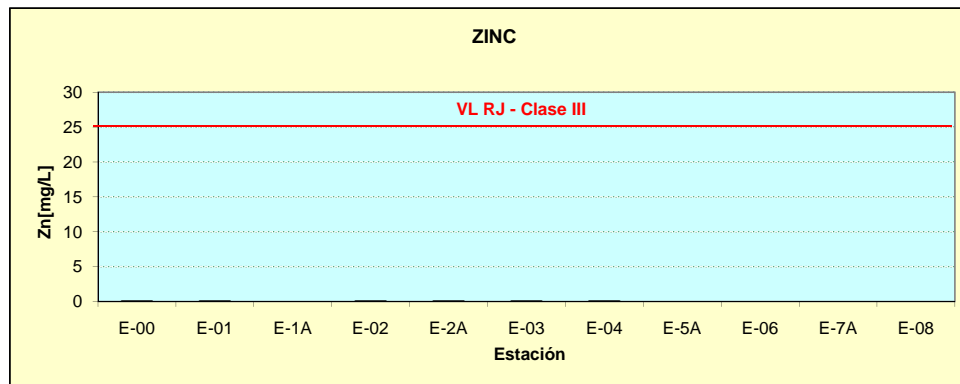 ZINC
VL RJ - Clase III
Zn[mg/L]
30
25
20
15
10
5
0
E-00 E-01 E-1A E-02 E-2A E-03 E-04 E-5A E-06 E-7A E-08
Estación